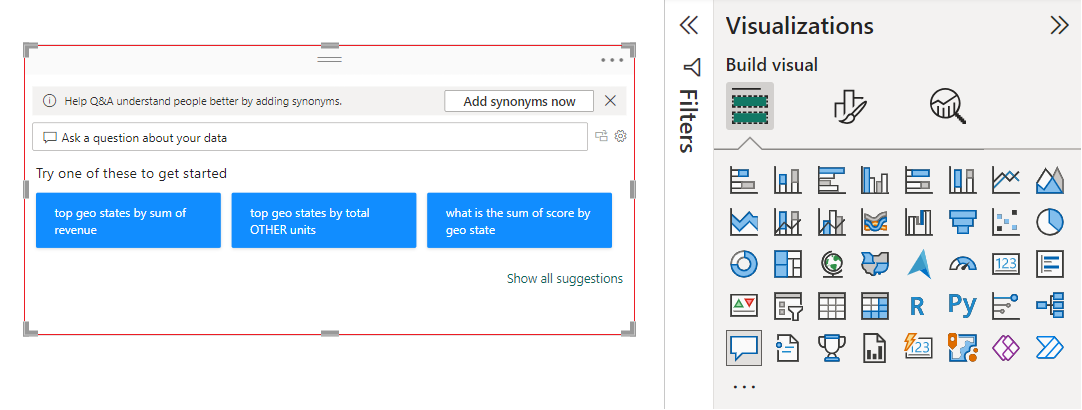 Help Q&A understand people better by adding synonyms.
Add synonyms now
Ask a question about your data
Try one of these to get started
top geo states by sum of
revenue
top geo states by total
OTHER units
what is the sum of score by
geo state
Show all suggestions
Filters
Visualizations
Build visual
123
R
Py
123